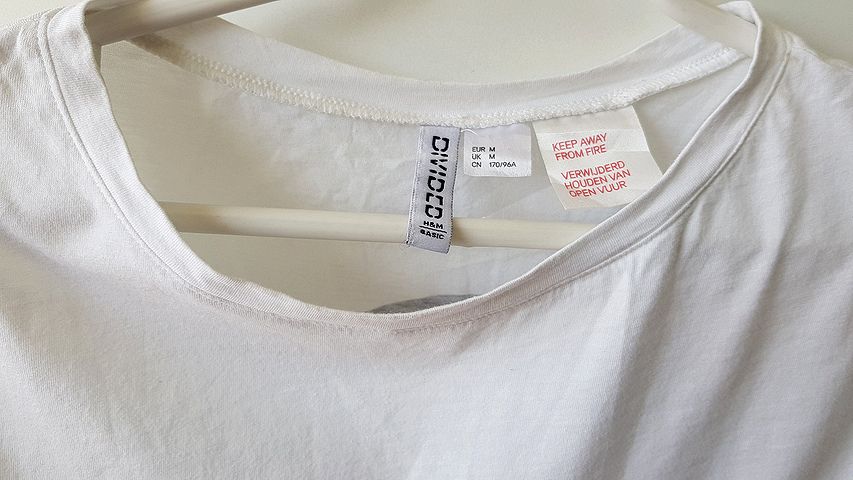 DIVIDED
H&M
BASIC
EUR M
UK M
CN 170/96A
KEEP AWAY
FROM FIRE
VERWIJDERD
HOUDEN VAN
OPEN VUUR